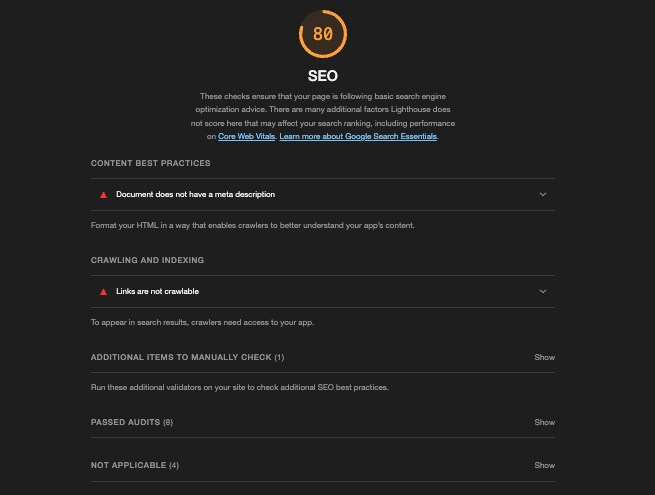 80
SEO
These checks ensure that your page is following basic search engine
optimization advice. There are many additional factors Lighthouse does
not score here that may affect your search ranking, including performance
on Core Web Vitals. Learn more about Google Search Essentials.
CONTENT BEST PRACTICES
Document does not have a meta description
Format your HTML in a way that enables crawlers to better understand your app's content.
CRAWLING AND INDEXING
Links are not crawlable
To appear in search results, crawlers need access to your app.
ADDITIONAL ITEMS TO MANUALLY CHECK (1) Show
Run these additional validators on your site to check additional SEO best practices.
PASSED AUDITS (8) Show
NOT APPLICABLE (4) Show